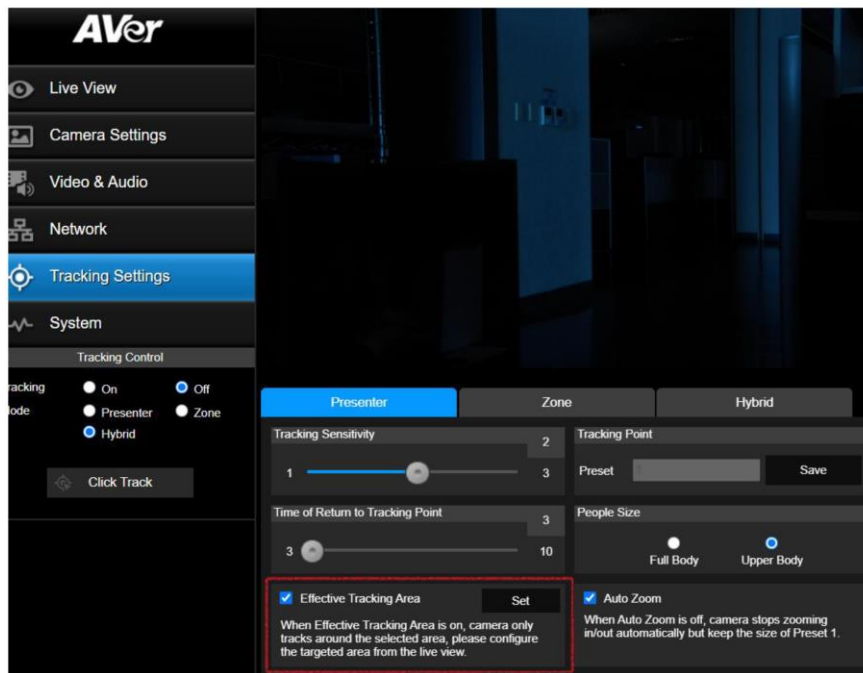 AVer
Live View
Camera Settings
Video & Audio
Network
Tracking Settings
System
Tracking Control
racking On Off
lode Presenter Zone
Hybrid
Click Track
Presenter Zone Hybrid
Tracking Sensitivity 2
1 3
Tracking Point
Preset Save
Time of Return to Tracking Point 3
3 10
People Size
Full Body Upper Body
Effective Tracking Area Set
When Effective Tracking Area is on, camera only
tracks around the selected area, please configure
the targeted area from the live view.
Auto Zoom
When Auto Zoom is off, camera stops zooming
in/out automatically but keep the size of Preset 1.